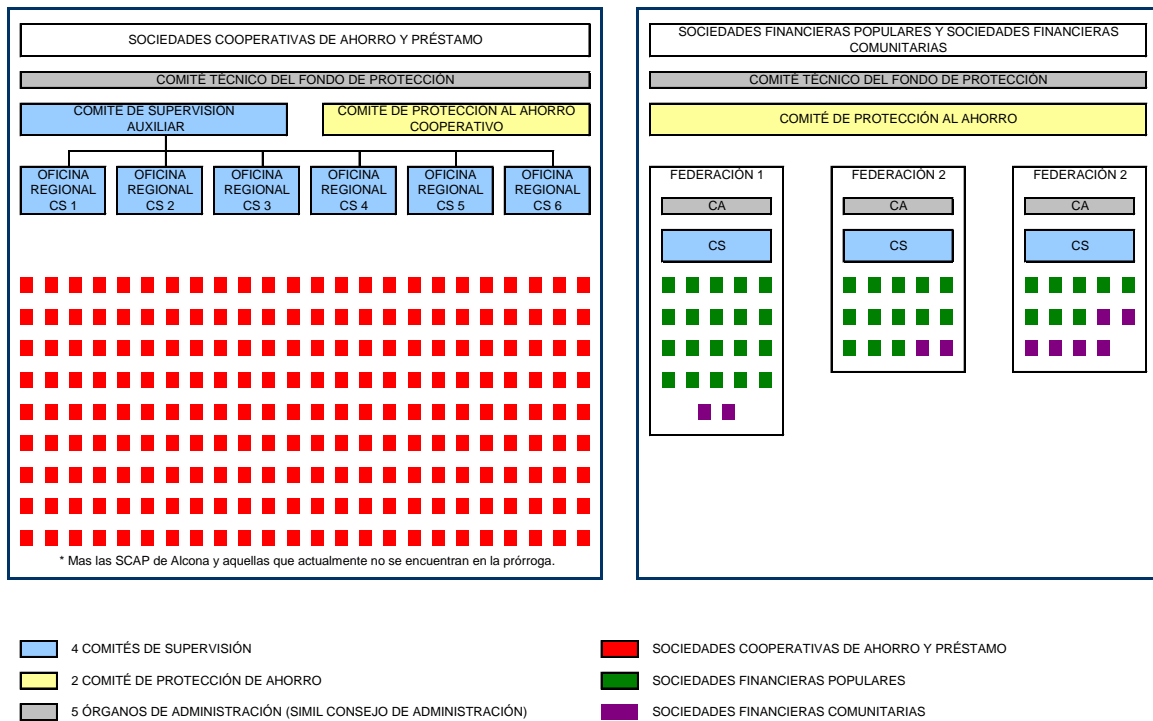 SOCIEDADES COOPERATIVAS DE AHORRO Y PRÉSTAMO
COMITÉ TÉCNICO DEL FONDO DE PROTECCIÓN
COMITÉ DE SUPERVISIÓN
AUXILIAR
COMITÉ DE PROTECCIÓN AL AHORRO
COOPERATIVO
OFICINA
REGIONAL
CS 1
OFICINA
REGIONAL
CS 2
OFICINA
REGIONAL
CS 3
OFICINA
REGIONAL
CS 4
OFICINA
REGIONAL
CS 5
OFICINA
REGIONAL
CS 6
* Mas las SCAP de Alcona y aquellas que actualmente no se encuentran en la prórroga.
SOCIEDADES FINANCIERAS POPULARES Y SOCIEDADES FINANCIERAS
COMUNITARIAS
COMITÉ TÉCNICO DEL FONDO DE PROTECCIÓN
COMITÉ DE PROTECCIÓN AL AHORRO
FEDERACIÓN 1
CA
CS
FEDERACIÓN 2
CA
CS
FEDERACIÓN 2
CA
CS
4 COMITÉS DE SUPERVISIÓN
2 COMITÉ DE PROTECCIÓN DE AHORRO
5 ÓRGANOS DE ADMINISTRACIÓN (SIMIL CONSEJO DE ADMINISTRACIÓN)
SOCIEDADES COOPERATIVAS DE AHORRO Y PRÉSTAMO
SOCIEDADES FINANCIERAS POPULARES
SOCIEDADES FINANCIERAS COMUNITARIAS